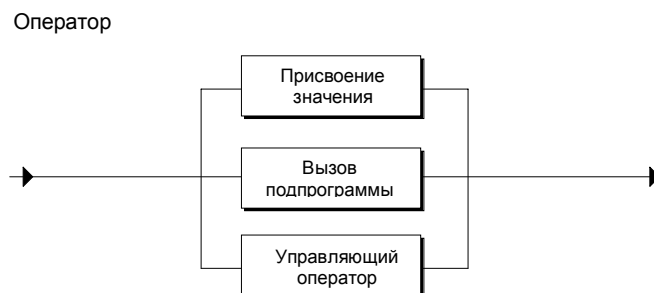 Оператор
Присвоение
значения
Вызов
подпрограммы
Управляющий
оператор